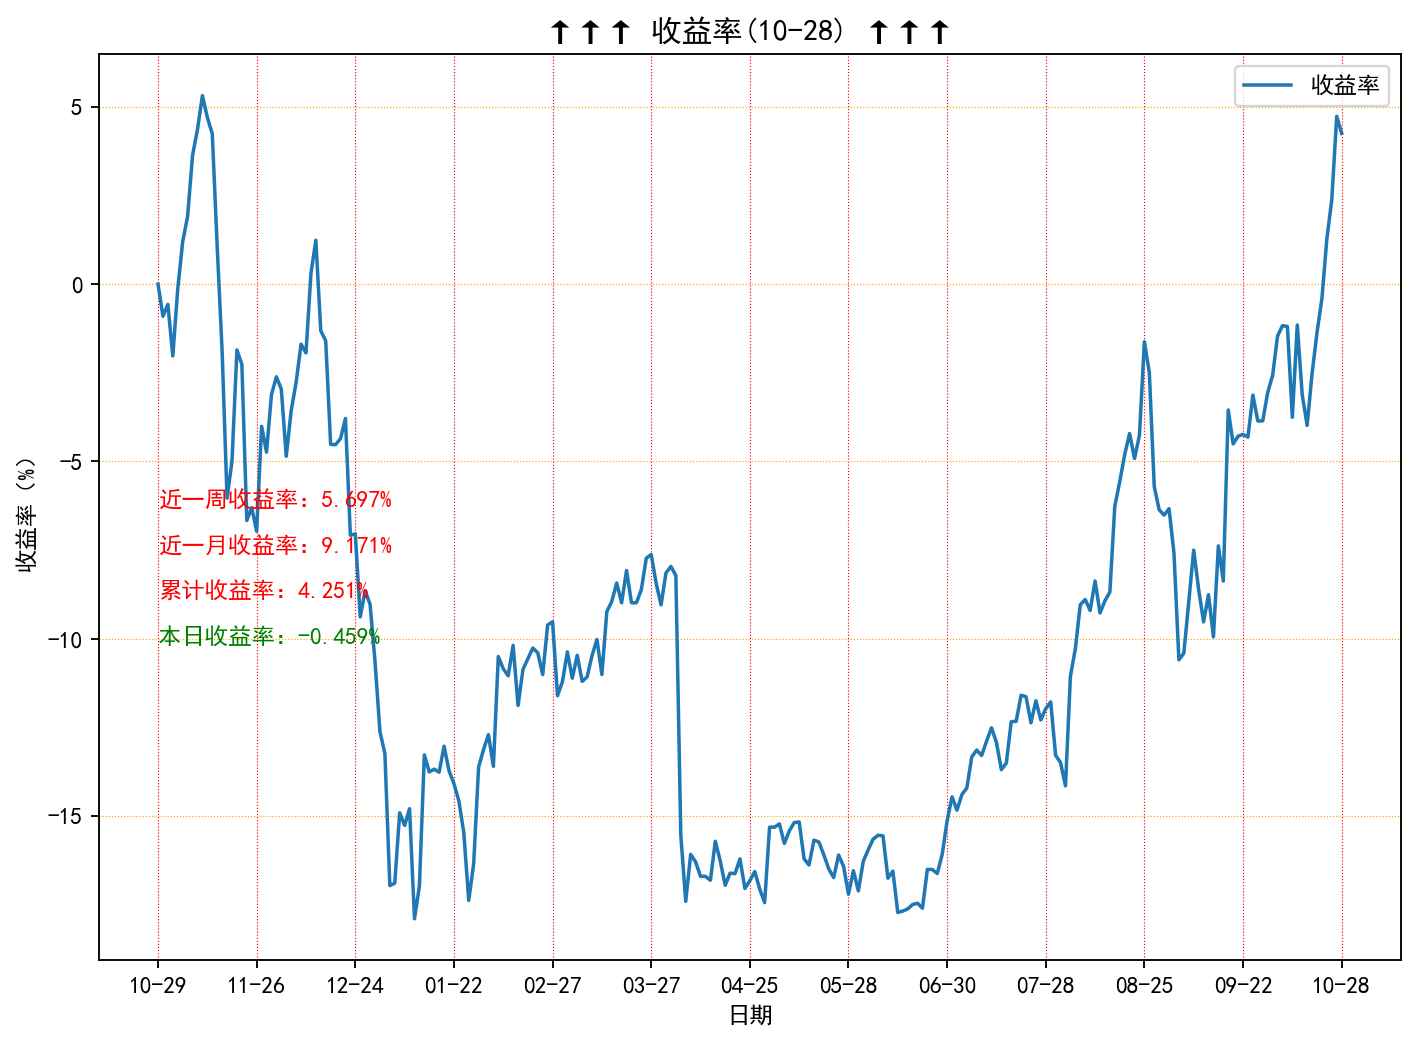 ↑↑↑ 收益率(10-28) ↑↑↑
收益率
5
0
-5
-10
-15
收益率（%）
近一周收益率：5.697%
近一月收益率：9.171%
累计收益率：4.251%
本日收益率：-0.459%
10-29 11-26 12-24 01-22 02-27 03-27 04-25 05-28 06-30 07-28 08-25 09-22 10-28
日期